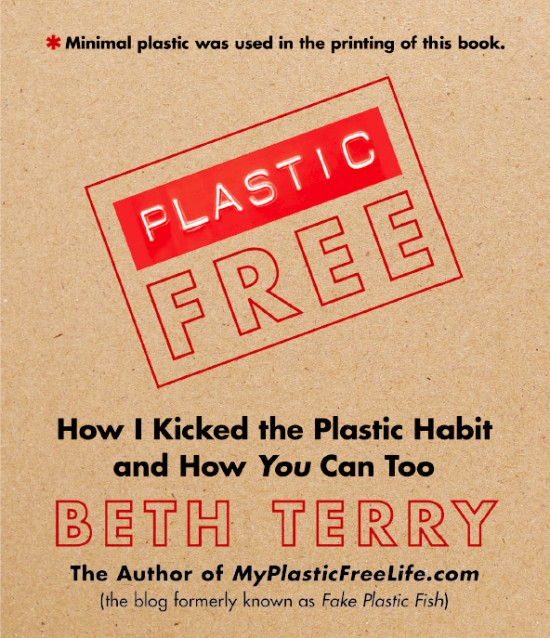 * Minimal plastic was used in the printing of this book.
PLASTIC
FREE
How I Kicked the Plastic Habit
and How You Can Too
BETH TERRY
The Author of MyPlasticFreeLife.com
(the blog formerly known as Fake Plastic Fish)